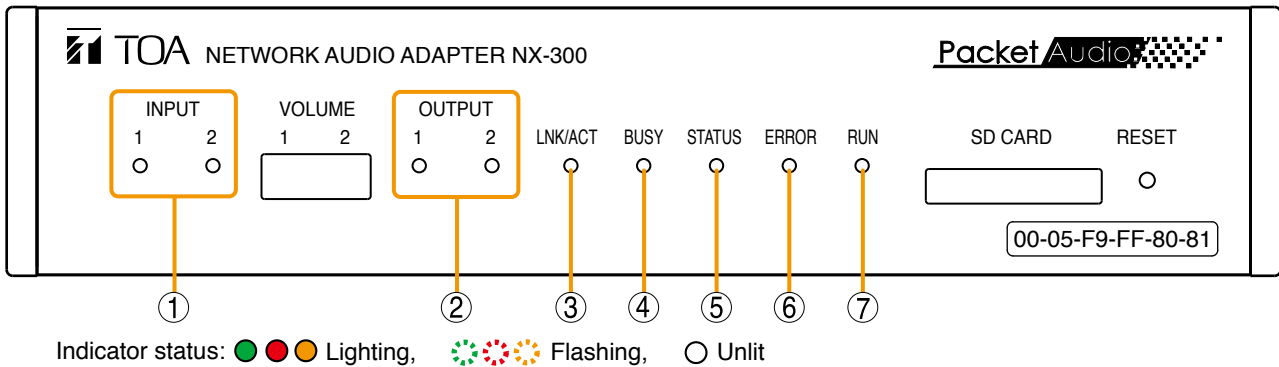 TOA NETWORK AUDIO ADAPTER NX-300
Packet Audio
INPUT VOLUME OUTPUT
1 2 1 2 1 2 LNK/ACT BUSY STATUS ERROR RUN SD CARD RESET
00-05-F9-FF-80-81
① ② ③ ④ ⑤ ⑥ ⑦
Indicator status: Lighting, Flashing, Unlit